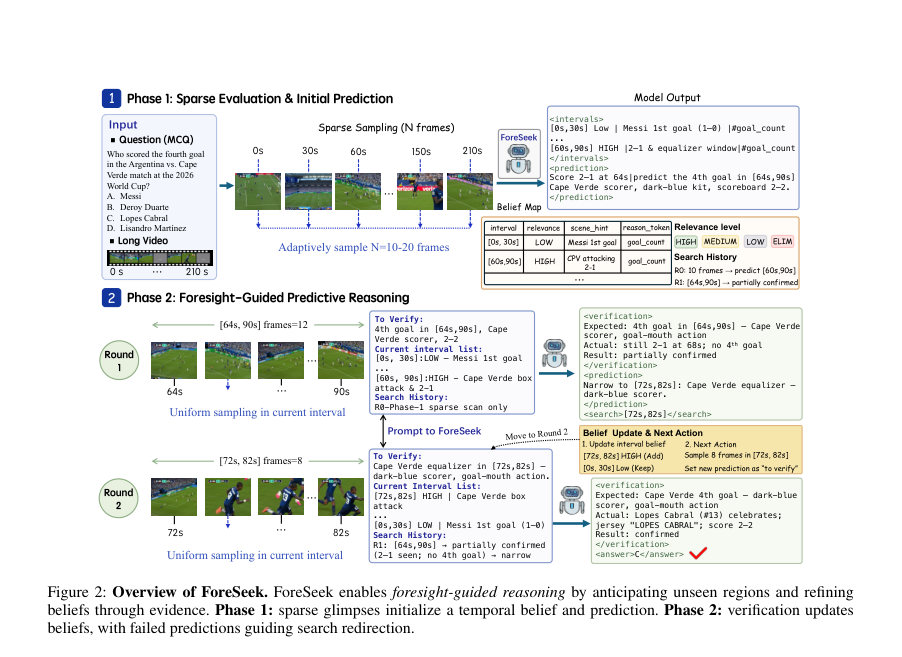 1 Phase 1: Sparse Evaluation & Initial Prediction
Input
▪ Question (MCQ)
Who scored the fourth goal
in the Argentina vs. Cape
Verde match at the 2026
World Cup?
A. Messi
B. Deroy Duarte
C. Lopes Cabral
D. Lisandro Martinez
▪ Long Video
0 s ... 210 s
Sparse Sampling (N frames)
0s 30s 60s 150s 210s
...
Adaptively sample N=10-20 frames
ForeSeek
Model Output
<intervals>
[0s,30s] Low | Messi 1st goal (1–0) |#goal_count
...
[60s,90s] HIGH |2–1 & equalizer window|#goal_count
</intervals>
<prediction>
Score 2–1 at 64s|predict the 4th goal in [64s,90s]
Cape Verde scorer, dark–blue kit, scoreboard 2–2.
</prediction>
Belief Map
interval relevance scene_hint reason_token
[0s, 30s] LOW Messi 1st goal goal_count
[60s,90s] HIGH CPV attacking 2-1 goal_count
...
Relevance level
HIGH MEDIUM LOW ELIM
Search History
R0: 10 frames → predict [60s,90s]
R1: [64s,90s] → partially confirmed
2 Phase 2: Foresight-Guided Predictive Reasoning
Round
1
[64s, 90s] frames=12
...
64s ... 90s
Uniform sampling in current interval
To Verify:
4th goal in [64s,90s], Cape
Verde scorer, 2–2
Current interval list:
[0s, 30s]:LOW – Messi 1st goal
...
[60s, 90s]:HIGH – Cape Verde box
attack & 2–1
Search History:
R0–Phase–1 sparse scan only
<verification>
Expected: 4th goal in [64s,90s] – Cape Verde
scorer, goal–mouth action
Actual: still 2–1 at 68s; no 4th goal
Result: partially confirmed
</verification>
<prediction>
Narrow to [72s,82s]: Cape Verde equalizer –
dark–blue scorer.
</prediction>
<search>[72s,82s]</search>
Prompt to ForeSeek
Move to Round 2
Belief Update & Next Action
1. Update interval belief 2. Next Action
[72s, 82s] HIGH (Add) Sample 8 frames in [72s, 82s]
[0s, 30s] Low (Keep) Set new prediction as "to verify"
Round
2
[72s, 82s] frames=8
...
72s ... 82s
Uniform sampling in current interval
To Verify:
Cape Verde equalizer in [72s,82s] –
dark–blue scorer, goal–mouth action.
Current Interval List:
[72s,82s] HIGH | Cape Verde box
attack
...
[0s,30s] LOW | Messi 1st goal (1–0)
Search History:
R1: [64s,90s] → partially confirmed
(2–1 seen; no 4th goal) → narrow
<verification>
Expected: Cape Verde 4th goal – dark–blue
scorer, goal–mouth action
Actual: Lopes Cabral (#13) celebrates;
jersey "LOPES CABRAL"; score 2–2
Result: confirmed
</verification>
<answer>C</answer>
Figure 2: Overview of ForeSeek. ForeSeek enables foresight-guided reasoning by anticipating unseen regions and refining
beliefs through evidence. Phase 1: sparse glimpses initialize a temporal belief and prediction. Phase 2: verification updates
beliefs, with failed predictions guiding search redirection.